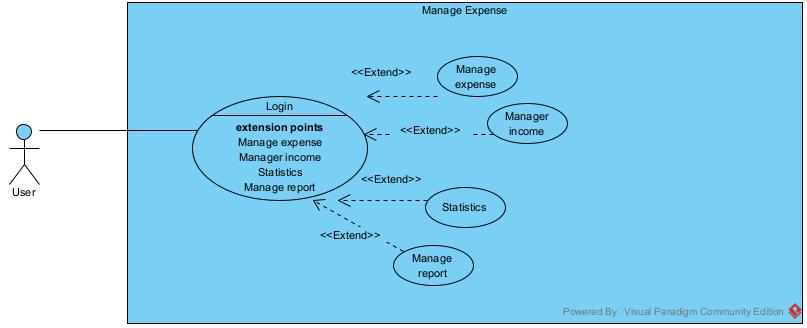 Manage Expense
<<Extend>>
Manage
expense
Login
extension points
Manage expense
Manager income
Statistics
Manage report
<<Extend>>
Manager
income
<<Extend>>
Statistics
<<Extend>>
Manage
report
User
Powered By Visual Paradigm Community Edition